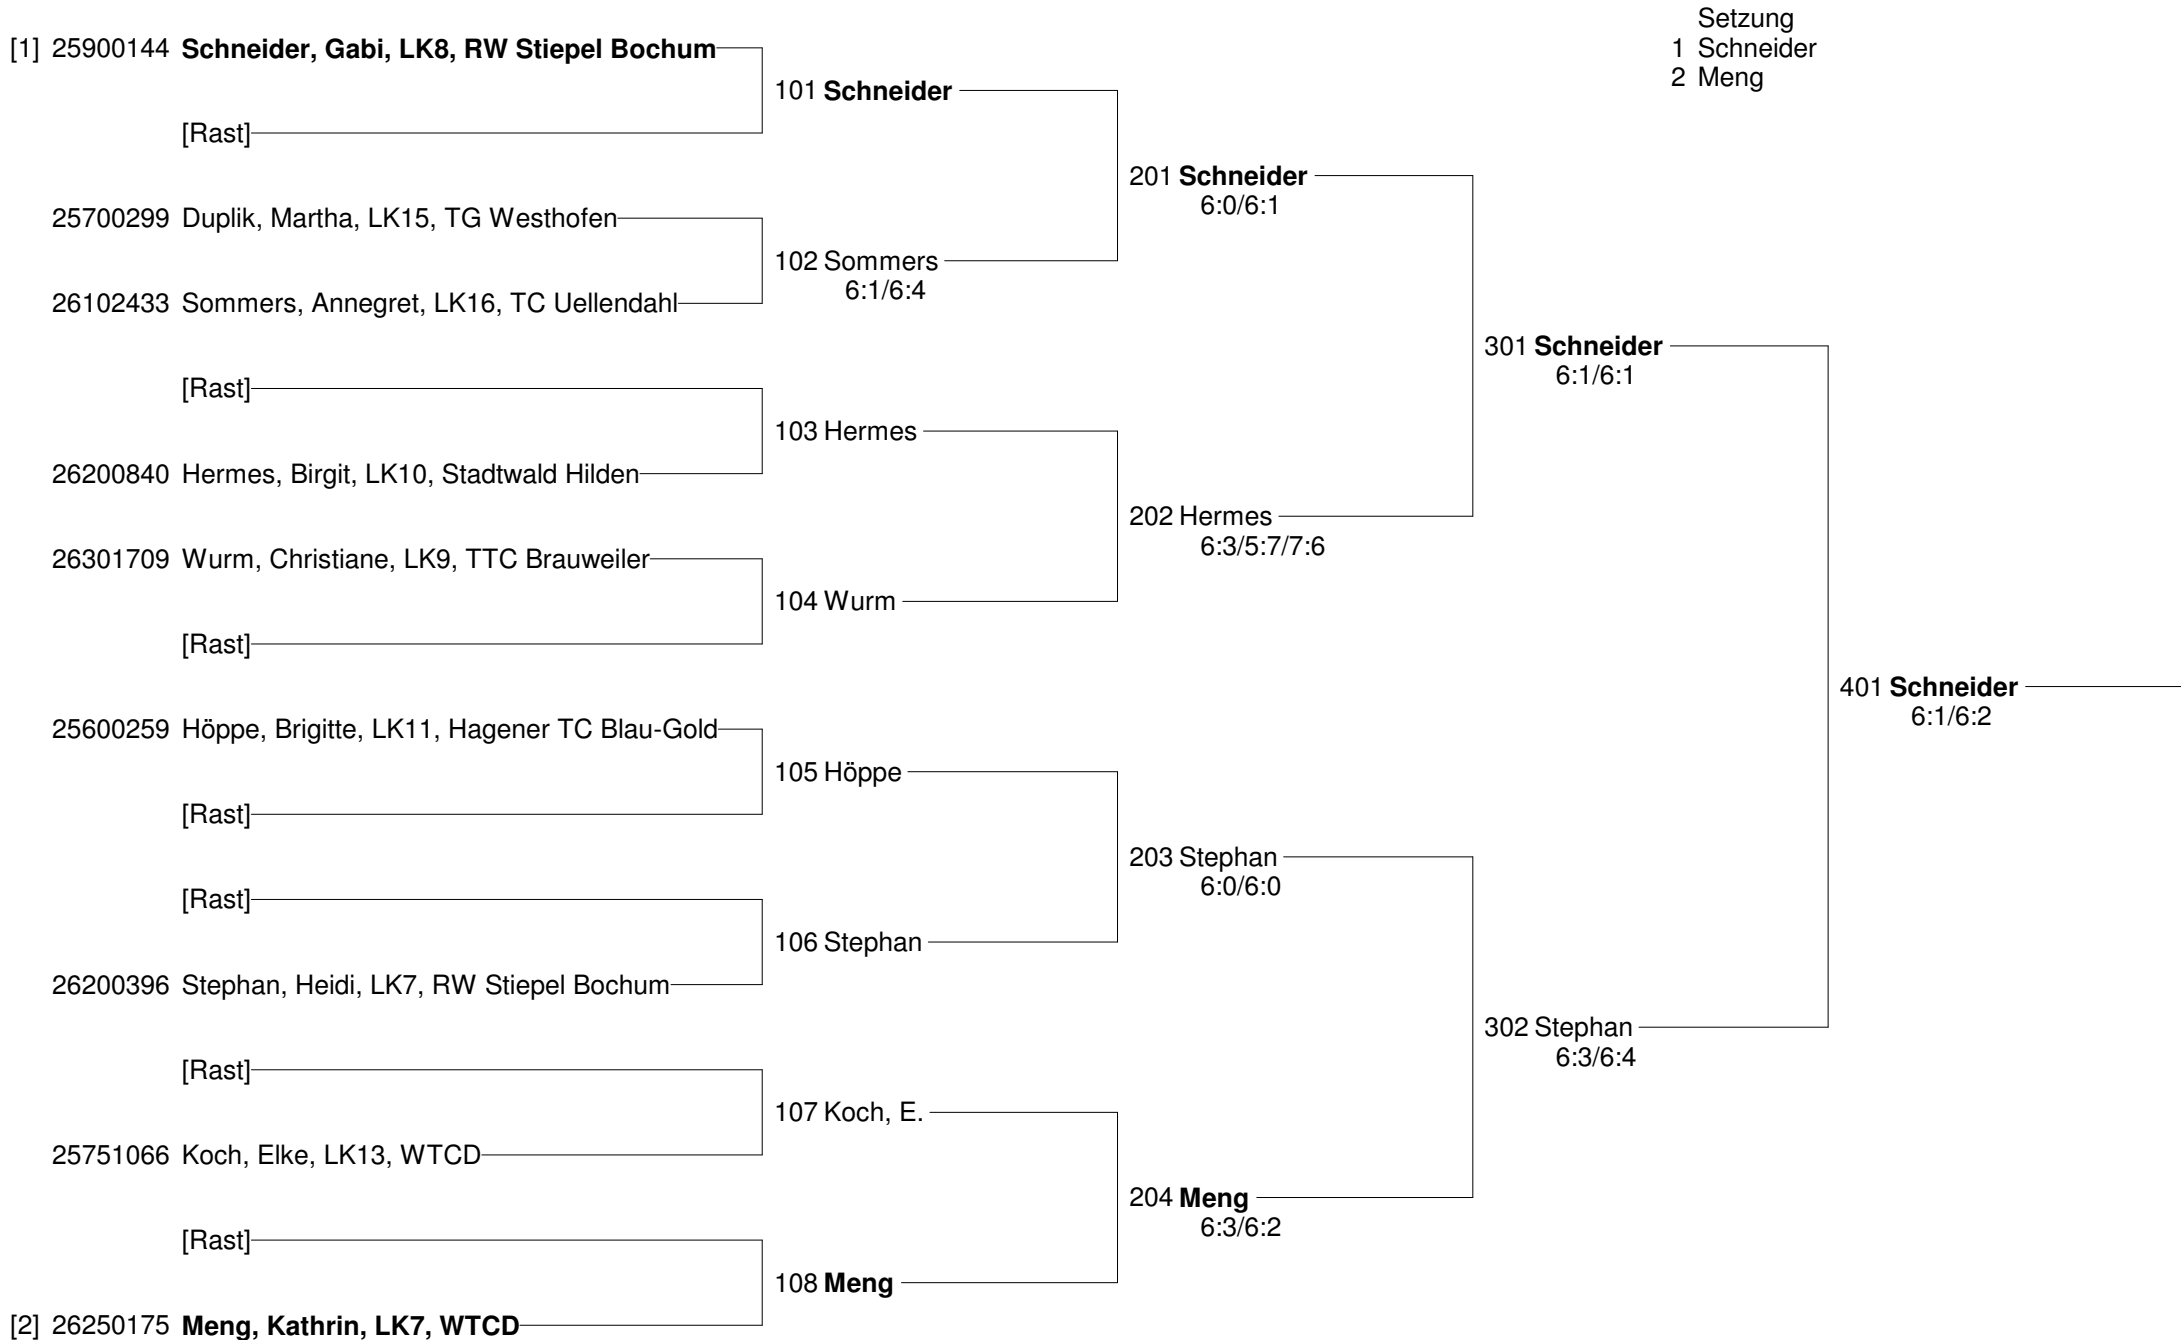 Setzung
1 Schneider
2 Meng
[1] 25900144 Schneider, Gabi, LK8, RW Stiepel Bochum
101 Schneider
[Rast]
201 Schneider
6:0/6:1
25700299 Duplik, Martha, LK15, TG Westhofen
102 Sommers
6:1/6:4
26102433 Sommers, Annegret, LK16, TC Uellendahl
301 Schneider
6:1/6:1
[Rast]
103 Hermes
26200840 Hermes, Birgit, LK10, Stadtwald Hilden
202 Hermes
6:3/5:7/7:6
26301709 Wurm, Christiane, LK9, TTC Brauweiler
104 Wurm
[Rast]
401 Schneider
6:1/6:2
25600259 Höppe, Brigitte, LK11, Hagener TC Blau-Gold
105 Höppe
[Rast]
203 Stephan
6:0/6:0
[Rast]
106 Stephan
26200396 Stephan, Heidi, LK7, RW Stiepel Bochum
302 Stephan
6:3/6:4
[Rast]
107 Koch, E.
25751066 Koch, Elke, LK13, WTCD
204 Meng
6:3/6:2
[Rast]
108 Meng
[2] 26250175 Meng, Kathrin, LK7, WTCD